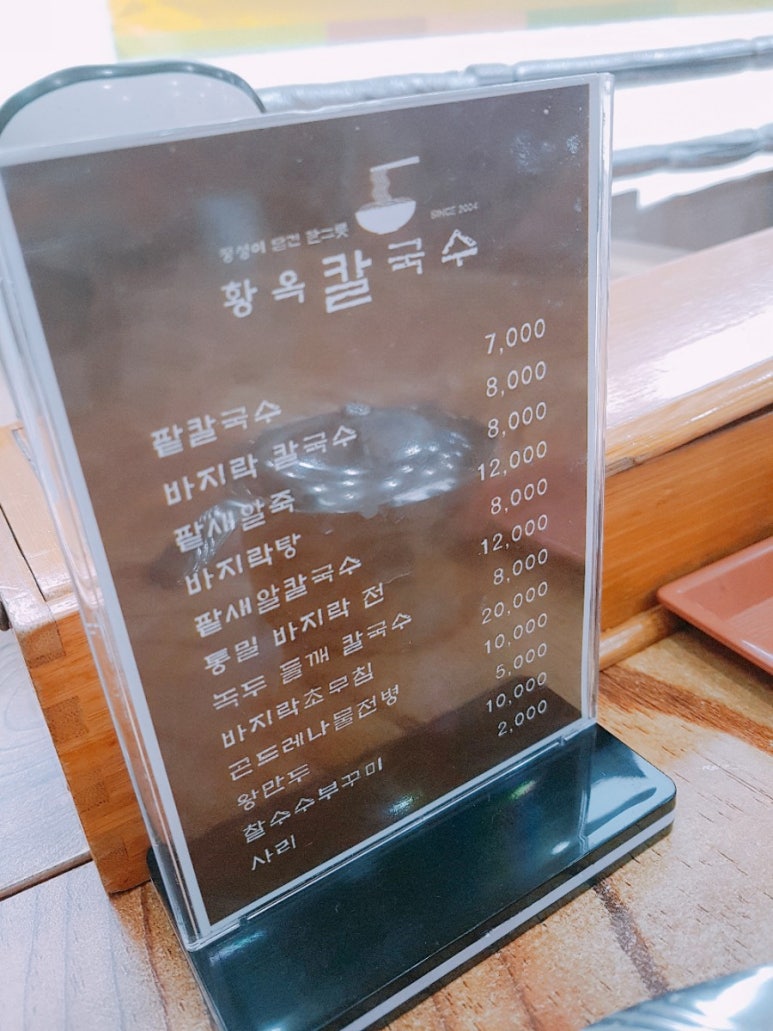 정성이 담긴 한그릇
SINCE 2004
황옥칼국수
팥칼국수 7,000
바지락 칼국수 8,000
팥새알죽 8,000
바지락탕 12,000
팥새알칼국수 8,000
통밀 바지락 전 12,000
녹두 들깨 칼국수 8,000
바지락초무침 20,000
곤드레나물전병 10,000
왕만두 5,000
찰수수부꾸미 10,000
사리 2,000